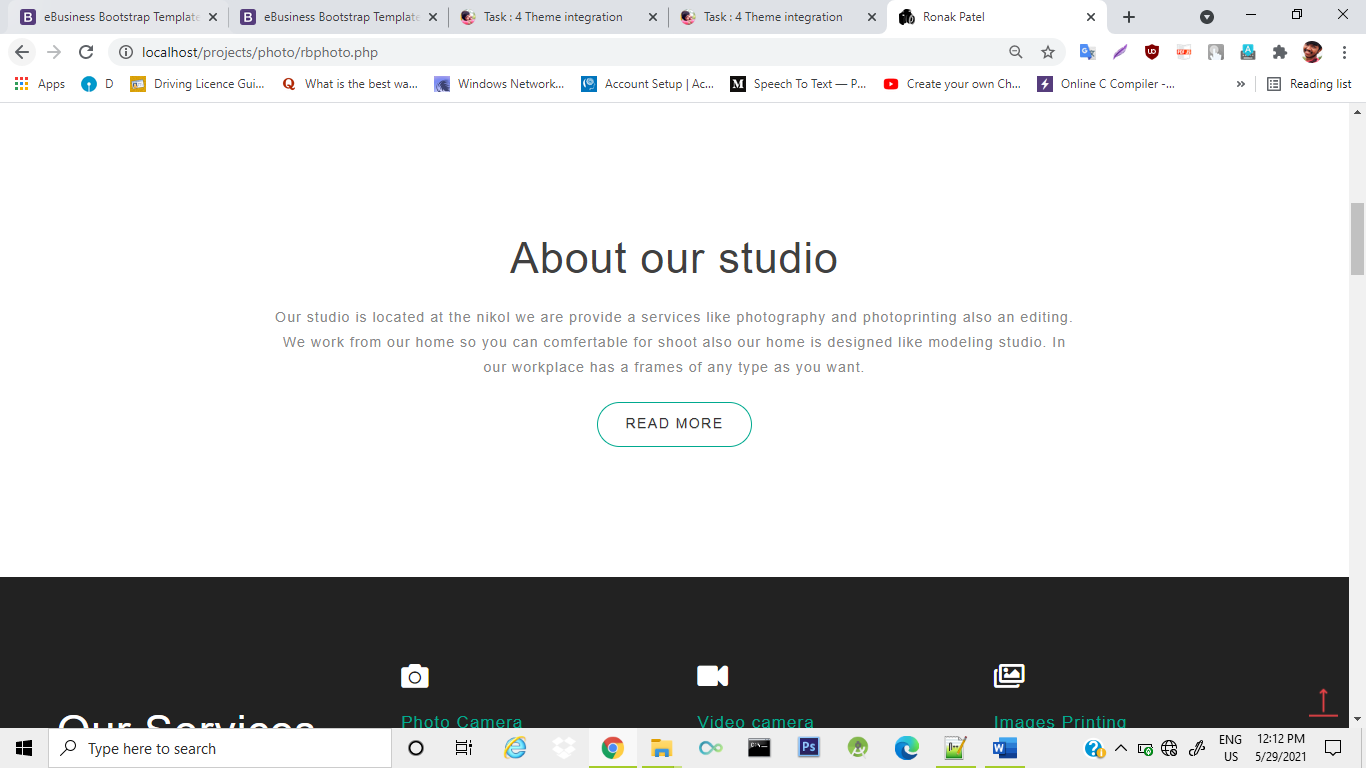 eBusiness Bootstrap Template
eBusiness Bootstrap Template
Task : 4 Theme integration
Task : 4 Theme integration
Ronak Patel
localhost/projects/photo/rbphoto.php
Apps
D
Driving Licence Gui...
What is the best wa...
Windows Network...
Account Setup | Ac...
Speech To Text — P...
Create your own Ch...
Online C Compiler -...
»
Reading list
About our studio
Our studio is located at the nikol we are provide a services like photography and photoprinting also an editing.
We work from our home so you can comfertable for shoot also our home is designed like modeling studio. In
our workplace has a frames of any type as you want.
READ MORE
Our Services
Photo Camera
Video camera
Images Printing
Type here to search
ENG
US
12:12 PM
5/29/2021